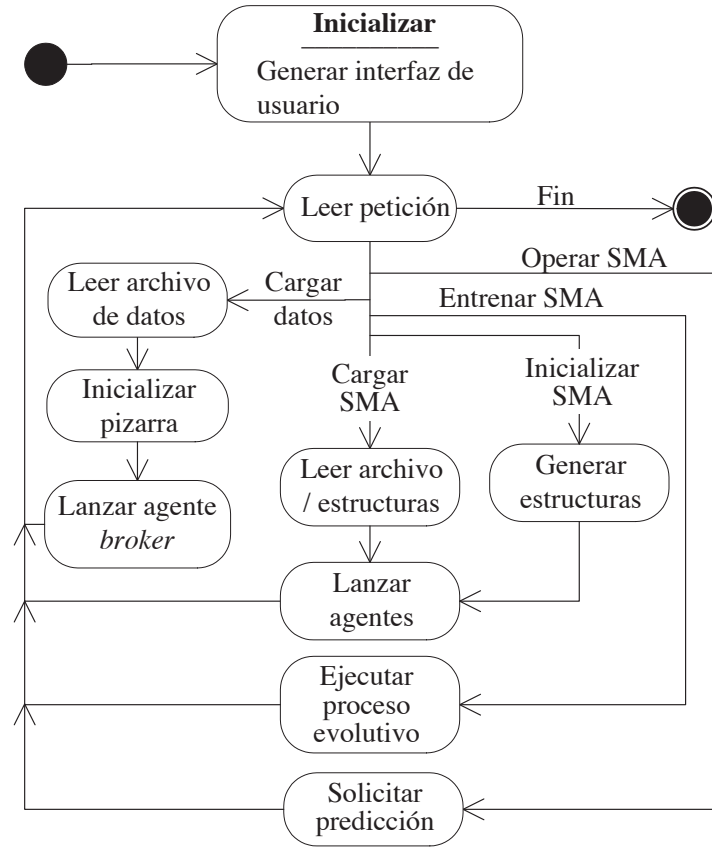 Inicializar
Generar interfaz de
usuario
Leer petición
Fin
Operar SMA
Leer archivo
de datos
Cargar
datos
Entrenar SMA
Inicializar
pizarra
Cargar
SMA
Inicializar
SMA
Lanzar agente
broker
Leer archivo
/ estructuras
Generar
estructuras
Lanzar
agentes
Ejecutar
proceso
evolutivo
Solicitar
predicción